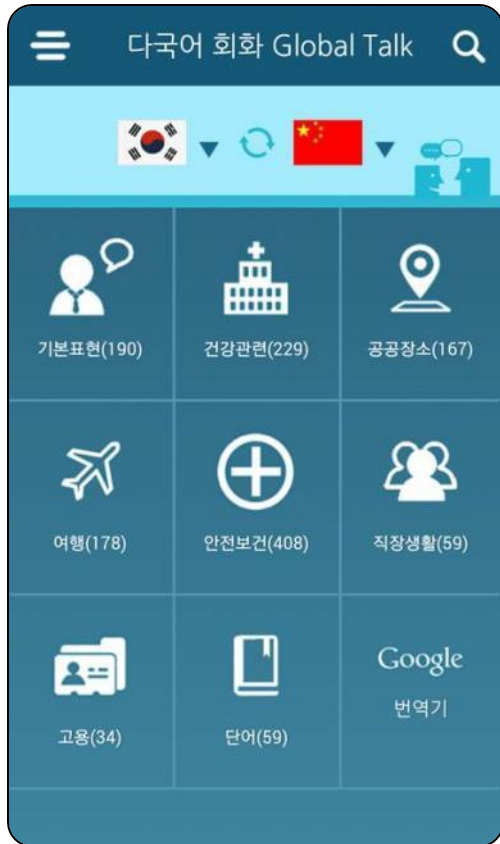 다국어 회화 Global Talk
기본표현(190)
건강관련(229)
공공장소(167)
여행(178)
안전보건(408)
직장생활(59)
고용(34)
단어(59)
Google
번역기